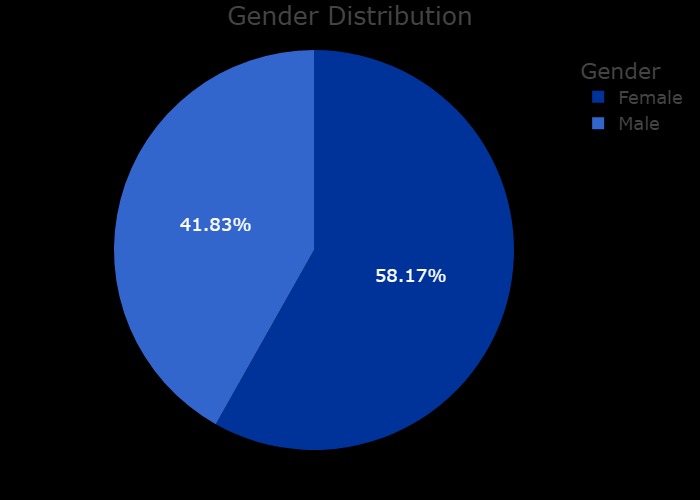 Gender Distribution
Gender
Female
Male
41.83%
58.17%